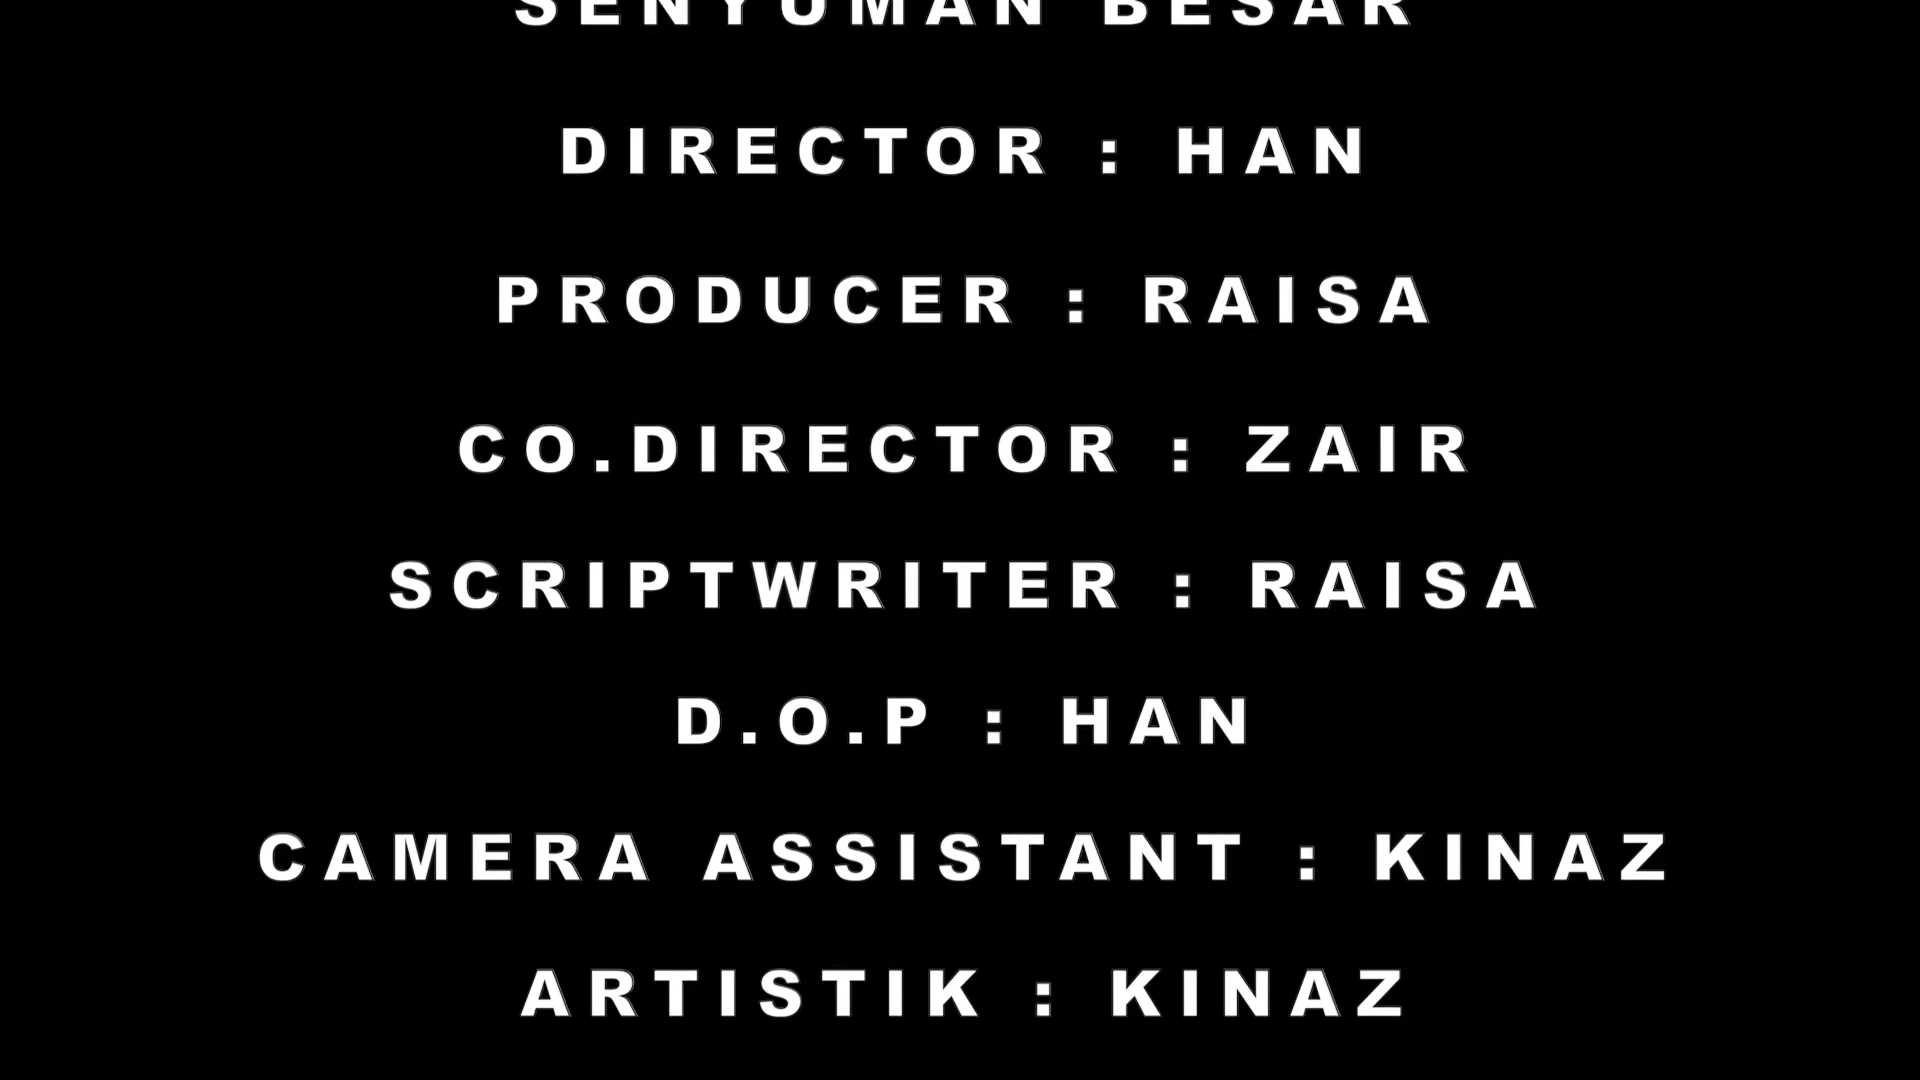 SENYUMAN BESAR
DIRECTOR : HAN
PRODUCER : RAISA
CO.DIRECTOR : ZAIR
SCRIPTWRITER : RAISA
D.O.P : HAN
CAMERA ASSISTANT : KINAZ
ARTISTIK : KINAZ